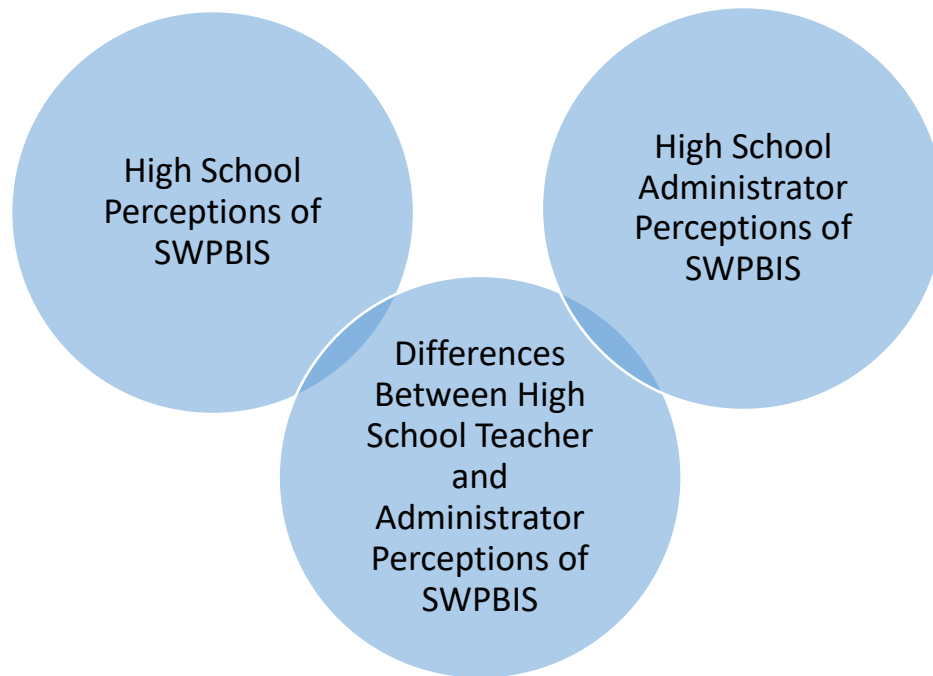 High School
Perceptions of
SWPBIS
High School
Administrator
Perceptions of
SWPBIS
Differences
Between High
School Teacher
and
Administrator
Perceptions of
SWPBIS